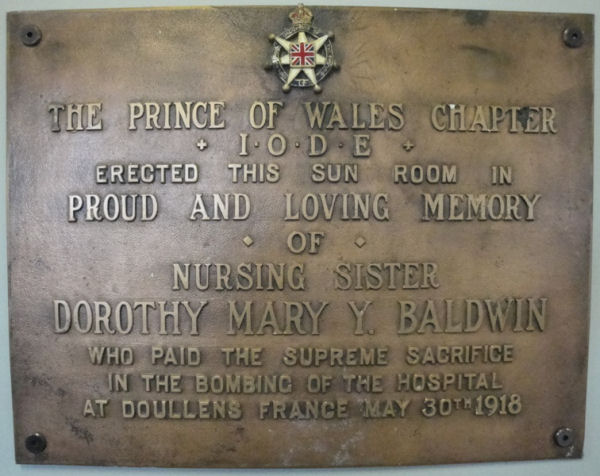 THE PRINCE OF WALES CHAPTER
I·O·D·E
ERECTED THIS SUN ROOM IN
PROUD AND LOVING MEMORY
OF
NURSING SISTER
DOROTHY MARY Y. BALDWIN
WHO PAID THE SUPREME SACRIFICE
IN THE BOMBING OF THE HOSPITAL
AT DOULLENS FRANCE MAY 30TH 1918